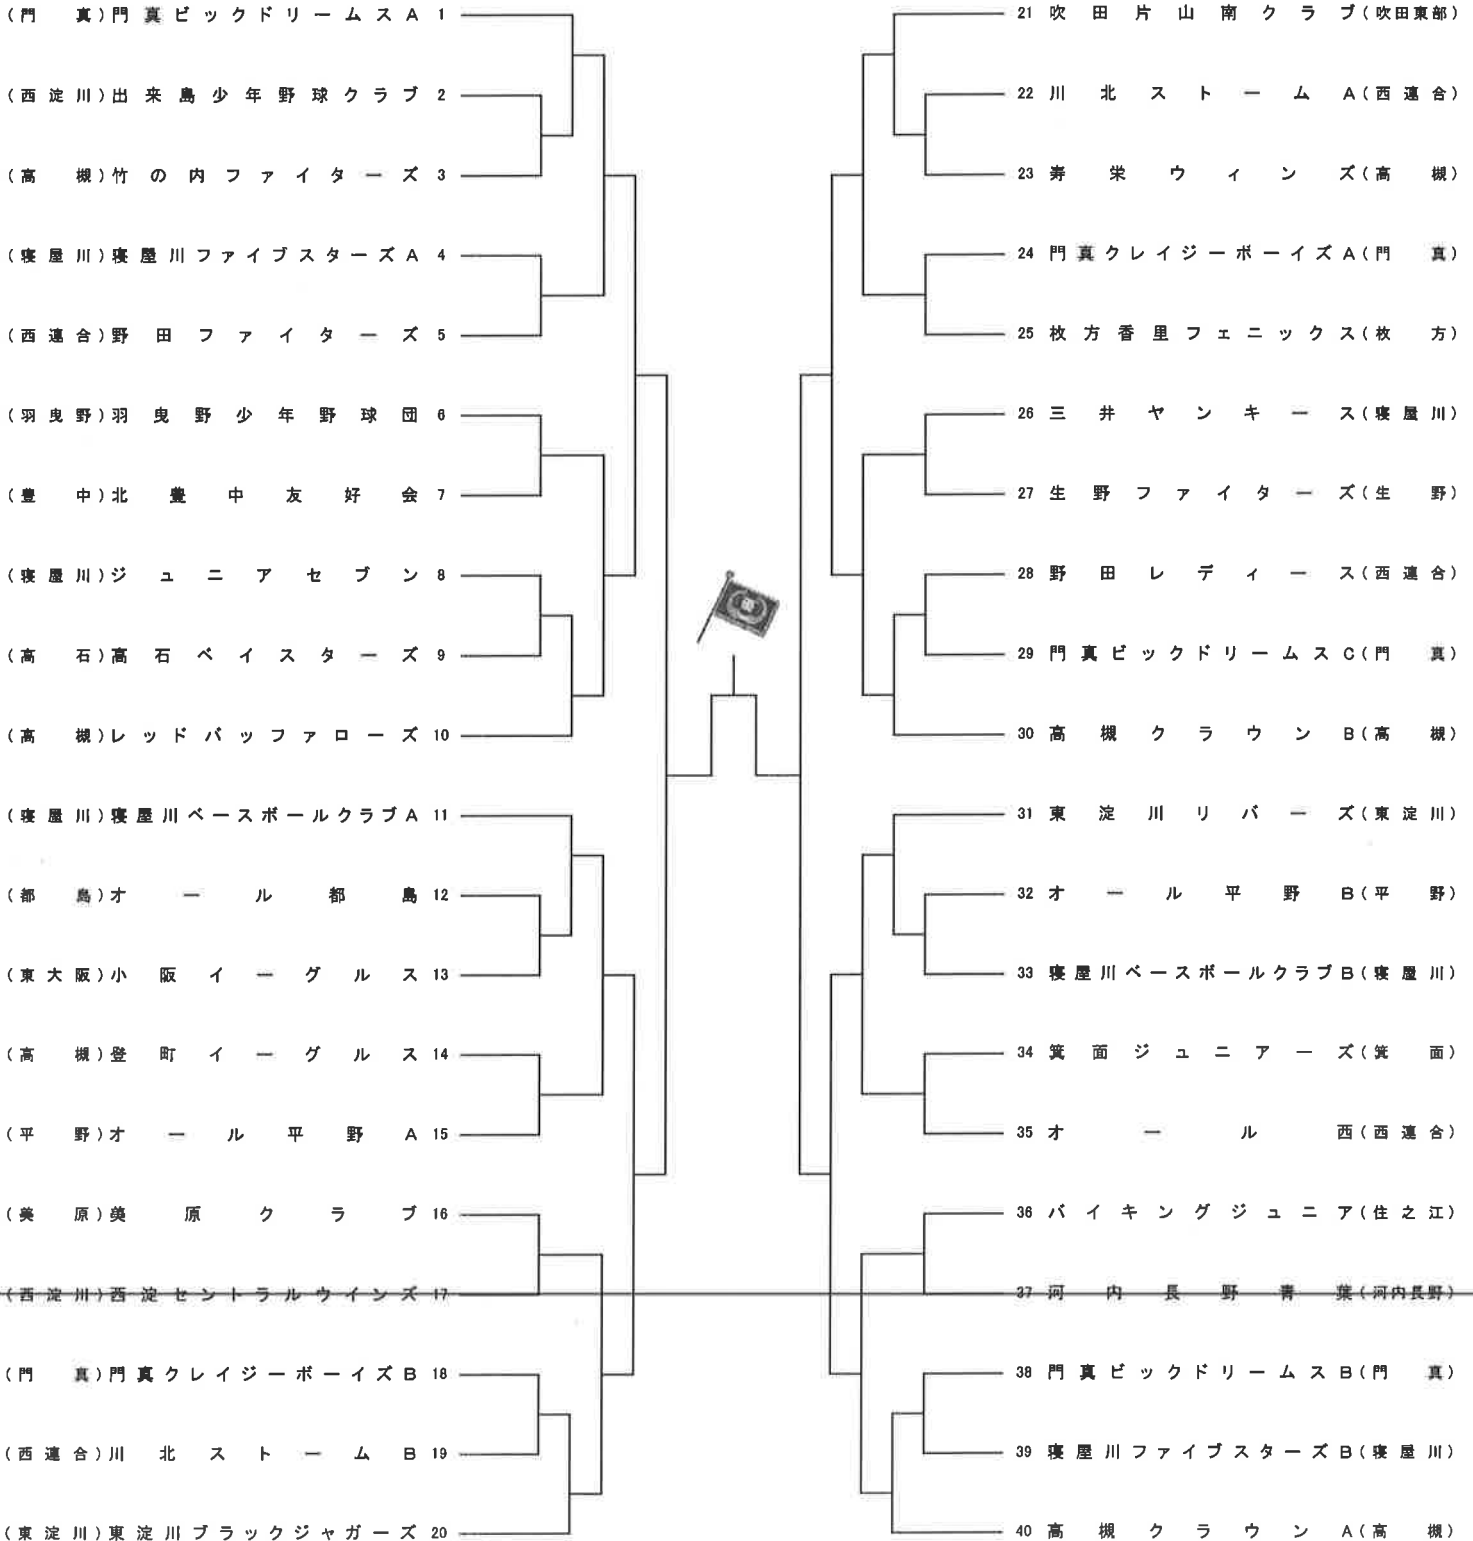 (門真)門真ビックドリームスA 1
(西淀川)出来島少年野球クラブ 2
(高槻)竹の内ファイターズ 3
(寝屋川)寝屋川ファイブスターズA 4
(西連合)野田ファイターズ 5
(羽曳野)羽曳野少年野球団 6
(豊中)北豊中友好会 7
(寝屋川)ジュニアセブン 8
(高石)高石ベイスターズ 9
(高槻)レッドバッファローズ 10
(寝屋川)寝屋川ベースボールクラブA 11
(都島)オール都島 12
(東大阪)小阪イーグルス 13
(高槻)登町イーグルス 14
(平野)オール平野A 15
(美原)美原クラブ 16
(西淀川)西淀セントラルウインズ 17
(門真)門真クレイジーボーイズB 18
(西連合)川北ストームB 19
(東淀川)東淀川ブラックジャガーズ 20
21 吹田片山南クラブ(吹田東部)
22 川北ストームA(西連合)
23 寿栄ウィンズ(高槻)
24 門真クレイジーボーイズA(門真)
25 枚方香里フェニックス(枚方)
26 三井ヤンキース(寝屋川)
27 生野ファイターズ(生野)
28 野田レディース(西連合)
29 門真ビックドリームスC(門真)
30 高槻クラウンB(高槻)
31 東淀川リバーズ(東淀川)
32 オール平野B(平野)
33 寝屋川ベースボールクラブB(寝屋川)
34 箕面ジュニアーズ(箕面)
35 オール西(西連合)
36 バイキングジュニア(住之江)
37 河内長野青葉(河内長野)
38 門真ビックドリームスB(門真)
39 寝屋川ファイブスターズB(寝屋川)
40 高槻クラウンA(高槻)